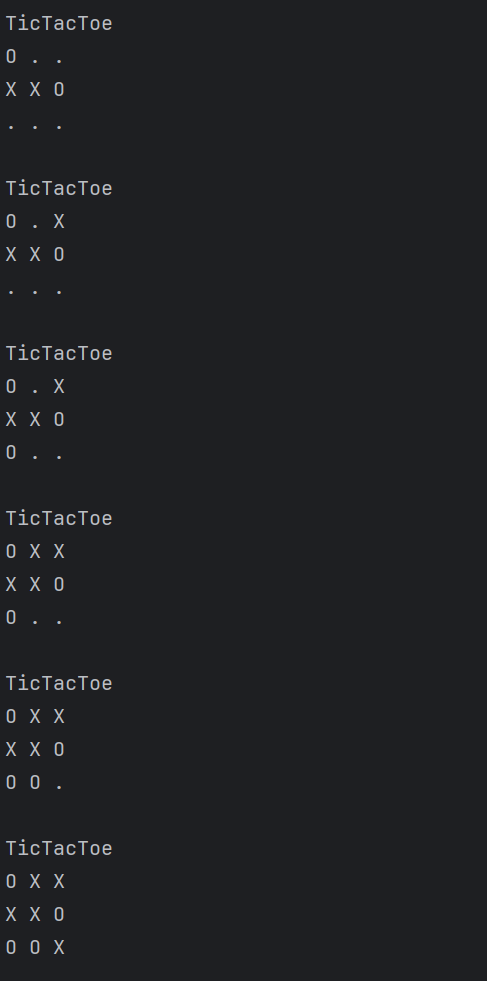 TicTacToe
O . .
X X O
. . .
TicTacToe
O . X
X X O
. . .
TicTacToe
O . X
X X O
O . .
TicTacToe
O X X
X X O
O . .
TicTacToe
O X X
X X O
O O .
TicTacToe
O X X
X X O
O O X